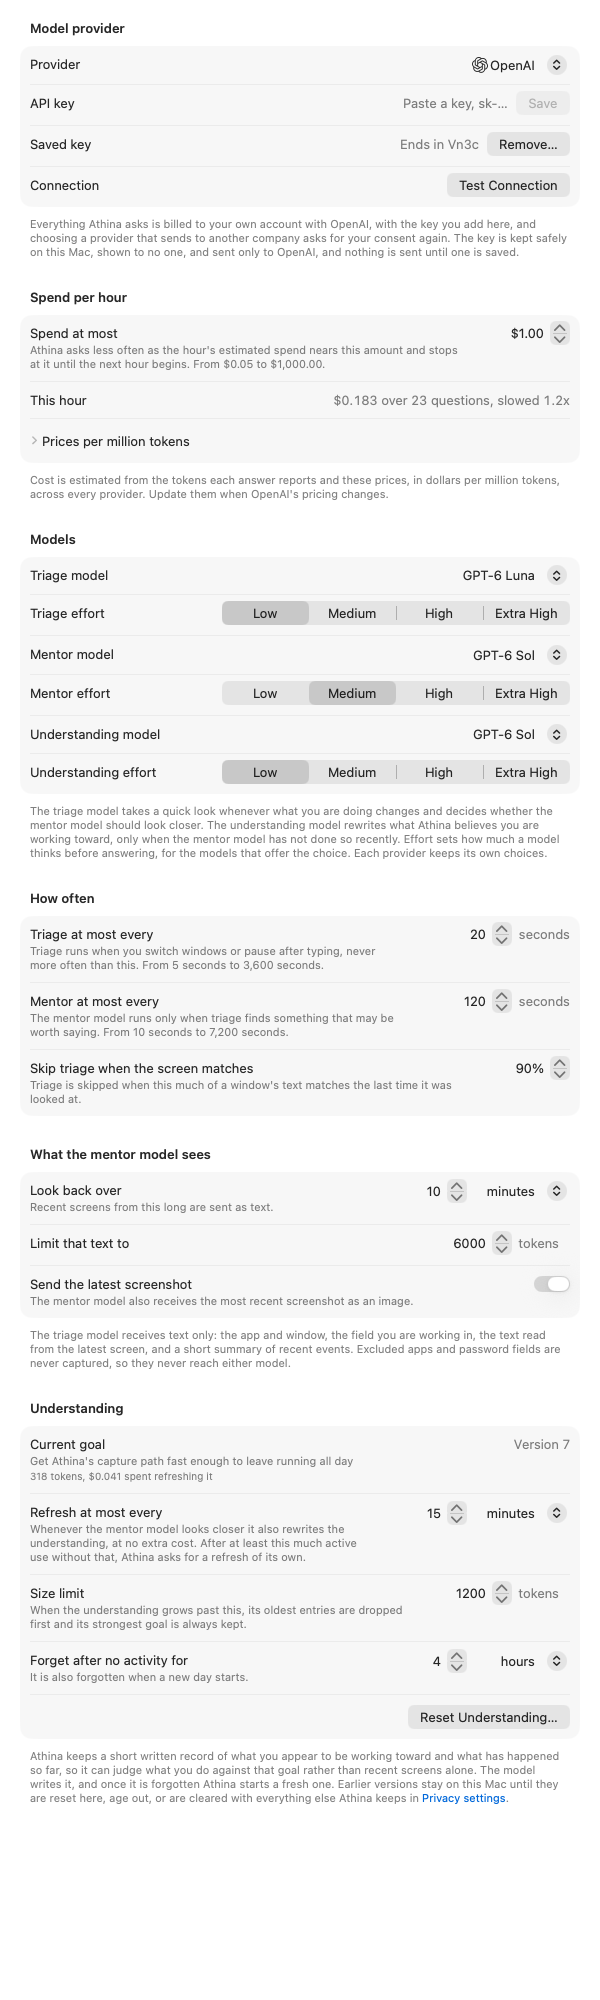 Model provider
Provider
OpenAI
API key
Paste a key, sk-...
Save
Saved key
Ends in Vn3c
Remove...
Connection
Test Connection
Everything Athina asks is billed to your own account with OpenAI, with the key you add here, and
choosing a provider that sends to another company asks for your consent again. The key is kept safely
on this Mac, shown to no one, and sent only to OpenAI, and nothing is sent until one is saved.
Spend per hour
Spend at most
$1.00
Athina asks less often as the hour's estimated spend nears this amount and stops
at it until the next hour begins. From $0.05 to $1,000.00.
This hour
$0.183 over 23 questions, slowed 1.2x
Prices per million tokens
Cost is estimated from the tokens each answer reports and these prices, in dollars per million tokens,
across every provider. Update them when OpenAI's pricing changes.
Models
Triage model
GPT-6 Luna
Triage effort
Low Medium High Extra High
Mentor model
GPT-6 Sol
Mentor effort
Low Medium High Extra High
Understanding model
GPT-6 Sol
Understanding effort
Low Medium High Extra High
The triage model takes a quick look whenever what you are doing changes and decides whether the
mentor model should look closer. The understanding model rewrites what Athina believes you are
working toward, only when the mentor model has not done so recently. Effort sets how much a model
thinks before answering, for the models that offer the choice. Each provider keeps its own choices.
How often
Triage at most every
20 seconds
Triage runs when you switch windows or pause after typing, never
more often than this. From 5 seconds to 3,600 seconds.
Mentor at most every
120 seconds
The mentor model runs only when triage finds something that may be
worth saying. From 10 seconds to 7,200 seconds.
Skip triage when the screen matches
90%
Triage is skipped when this much of a window's text matches the last time it was
looked at.
What the mentor model sees
Look back over
10 minutes
Recent screens from this long are sent as text.
Limit that text to
6000 tokens
Send the latest screenshot
The mentor model also receives the most recent screenshot as an image.
The triage model receives text only: the app and window, the field you are working in, the text read
from the latest screen, and a short summary of recent events. Excluded apps and password fields are
never captured, so they never reach either model.
Understanding
Current goal
Version 7
Get Athina's capture path fast enough to leave running all day
318 tokens, $0.041 spent refreshing it
Refresh at most every
15 minutes
Whenever the mentor model looks closer it also rewrites the
understanding, at no extra cost. After at least this much active
use without that, Athina asks for a refresh of its own.
Size limit
1200 tokens
When the understanding grows past this, its oldest entries are dropped
first and its strongest goal is always kept.
Forget after no activity for
4 hours
It is also forgotten when a new day starts.
Reset Understanding...
Athina keeps a short written record of what you appear to be working toward and what has happened
so far, so it can judge what you do against that goal rather than recent screens alone. The model
writes it, and once it is forgotten Athina starts a fresh one. Earlier versions stay on this Mac until they
are reset here, age out, or are cleared with everything else Athina keeps in Privacy settings.